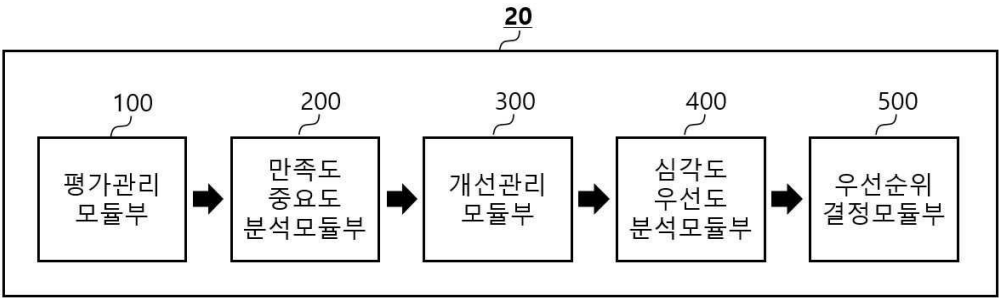 20
100
200
300
400
500
평가관리
모듈부
만족도
중요도
분석모듈부
개선관리
모듈부
심각도
우선도
분석모듈부
우선순위
결정모듈부